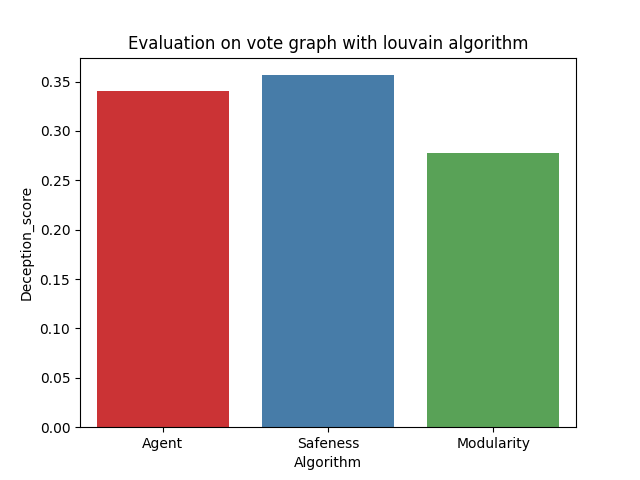 Evaluation on vote graph with louvain algorithm
0.35
0.30
0.25
0.20
0.15
0.10
0.05
0.00
Deception_score
Agent Safeness Modularity
Algorithm